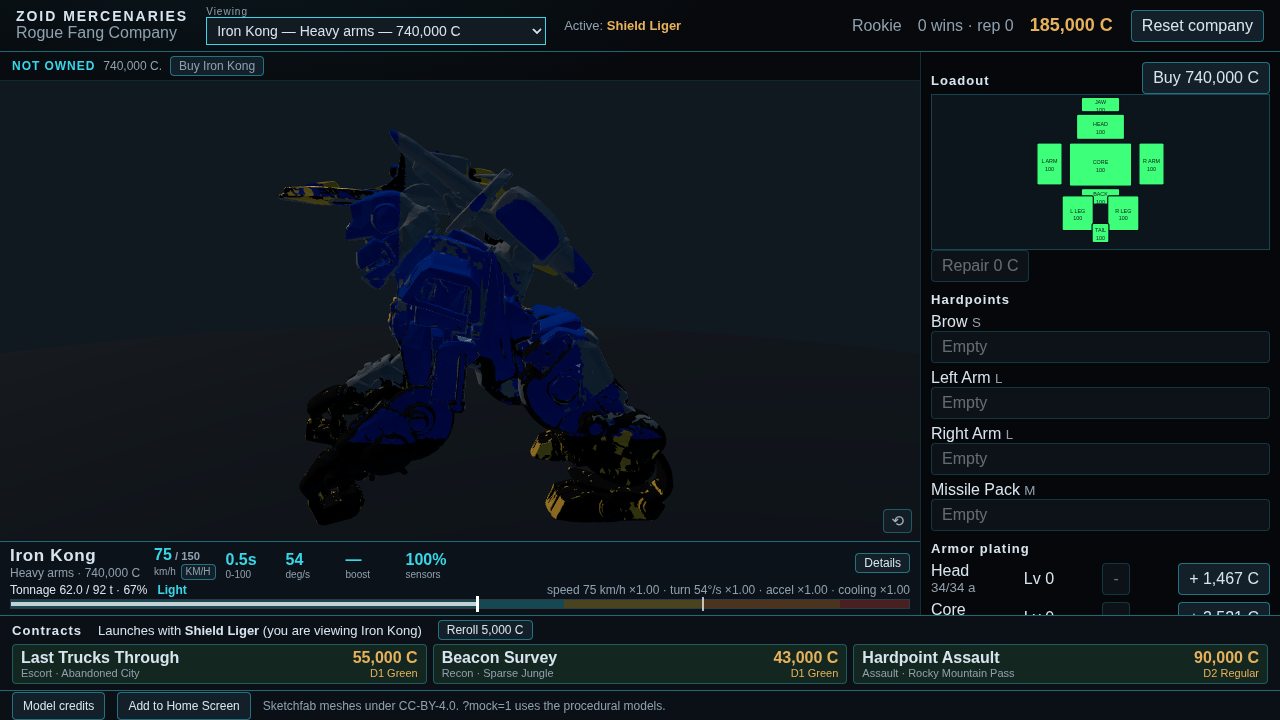 ZOID MERCENARIES
Rogue Fang Company
Viewing
Iron Kong — Heavy arms — 740,000 C
Active: Shield Liger
Rookie
0 wins · rep 0
185,000 C
Reset company
NOT OWNED
740,000 C.
Buy Iron Kong
Loadout
Buy 740,000 C
JAW
100
HEAD
100
L ARM
100
CORE
100
R ARM
100
BACK
100
L LEG
100
R LEG
100
TAIL
100
Repair 0 C
Hardpoints
Brow S
Empty
Left Arm L
Empty
Right Arm L
Empty
Missile Pack M
Empty
Armor plating
Head
34/34 a
Lv 0
-
+ 1,467 C
Core
Lv 0
+ 3,531 C
⟲
Iron Kong
Heavy arms · 740,000 C
75 / 150
km/h KM/H
0.5s
0-100
54
deg/s
—
boost
100%
sensors
Details
Tonnage 62.0 / 92 t · 67% Light
speed 75 km/h ×1.00 · turn 54°/s ×1.00 · accel ×1.00 · cooling ×1.00
Contracts
Launches with Shield Liger (you are viewing Iron Kong)
Reroll 5,000 C
Last Trucks Through
55,000 C
Escort · Abandoned City
D1 Green
Beacon Survey
43,000 C
Recon · Sparse Jungle
D1 Green
Hardpoint Assault
90,000 C
Assault · Rocky Mountain Pass
D2 Regular
Model credits
Add to Home Screen
Sketchfab meshes under CC-BY-4.0. ?mock=1 uses the procedural models.